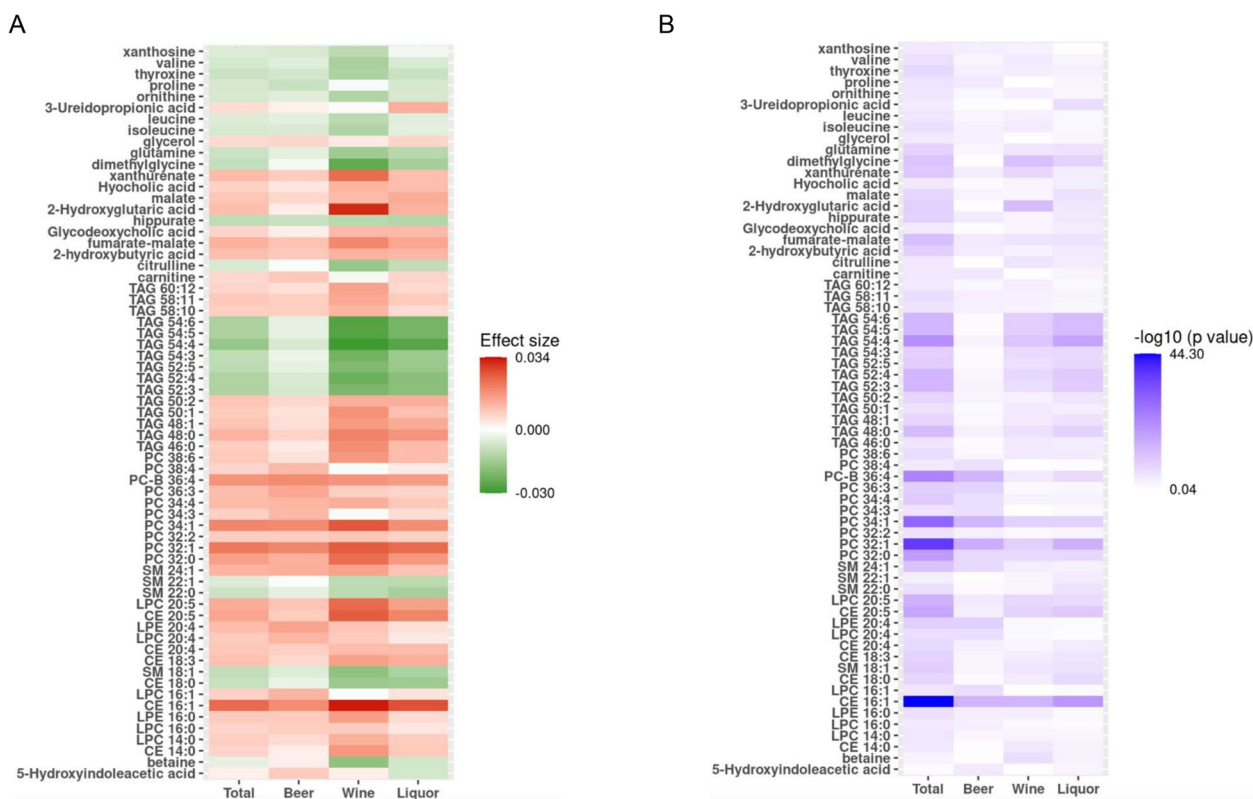 A
xanthosine
valine
thyroxine
proline
ornithine
3-Ureidopropionic acid
leucine
isoleucine
glycerol
glutamine
dimethylglycine
xanthurenate
Hyocholic acid
malate
2-Hydroxyglutaric acid
hippurate
Glycodeoxycholic acid
fumarate-malate
2-hydroxybutyric acid
citrulline
carnitine
TAG 60:12
TAG 58:11
TAG 58:10
TAG 54:6
TAG 54:5
TAG 54:4
TAG 54:3
TAG 52:5
TAG 52:4
TAG 52:3
TAG 50:2
TAG 50:1
TAG 48:1
TAG 48:0
TAG 46:0
PC 38:6
PC 38:4
PC-B 36:4
PC 36:3
PC 34:4
PC 34:3
PC 34:1
PC 32:2
PC 32:1
PC 32:0
SM 24:1
SM 22:1
SM 22:0
LPC 20:5
CE 20:5
LPE 20:4
LPC 20:4
CE 20:4
CE 18:3
SM 18:1
CE 18:0
LPC 16:1
CE 16:1
LPE 16:0
LPC 16:0
LPC 14:0
CE 14:0
betaine
5-Hydroxyindoleacetic acid
Total Beer Wine Liquor
Effect size
0.034
0.000
-0.030
B
xanthosine
valine
thyroxine
proline
ornithine
3-Ureidopropionic acid
leucine
isoleucine
glycerol
glutamine
dimethylglycine
xanthurenate
Hyocholic acid
malate
2-Hydroxyglutaric acid
hippurate
Glycodeoxycholic acid
fumarate-malate
2-hydroxybutyric acid
citrulline
carnitine
TAG 60:12
TAG 58:11
TAG 58:10
TAG 54:6
TAG 54:5
TAG 54:4
TAG 54:3
TAG 52:5
TAG 52:4
TAG 52:3
TAG 50:2
TAG 50:1
TAG 48:1
TAG 48:0
TAG 46:0
PC 38:6
PC 38:4
PC-B 36:4
PC 36:3
PC 34:4
PC 34:3
PC 34:1
PC 32:2
PC 32:1
PC 32:0
SM 24:1
SM 22:1
SM 22:0
LPC 20:5
CE 20:5
LPE 20:4
LPC 20:4
CE 20:4
CE 18:3
SM 18:1
CE 18:0
LPC 16:1
CE 16:1
LPE 16:0
LPC 16:0
LPC 14:0
CE 14:0
betaine
5-Hydroxyindoleacetic acid
Total Beer Wine Liquor
-log10 (p value)
44.30
0.04